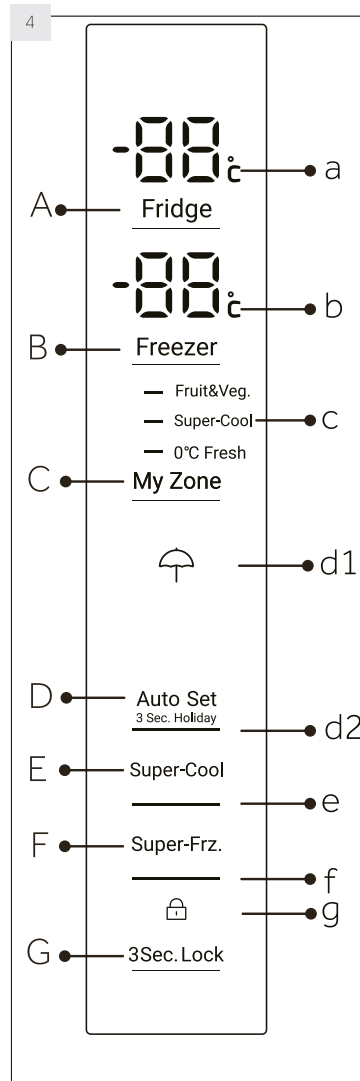 4
-88°c
a
A
Fridge
-88°c
b
B
Freezer
Fruit&Veg.
Super-Cool
c
0°C Fresh
C
My Zone
d1
D
Auto Set
3 Sec. Holiday
d2
E
Super-Cool
e
F
Super-Frz.
f
g
G
3Sec.Lock